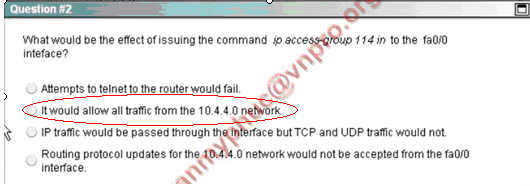 Question #2
What would be the effect of issuing the command ip access-group 114 in to the fa0/0
inteface?
Attempts to telnet to the router would fail.
It would allow all traffic from the 10.4.4.0 network.
IP traffic would be passed through the interface but TCP and UDP traffic would not.
Routing protocol updates for the 10.4.4.0 network would not be accepted from the fa0/0
interface.
anmyphuc@vnpro.org